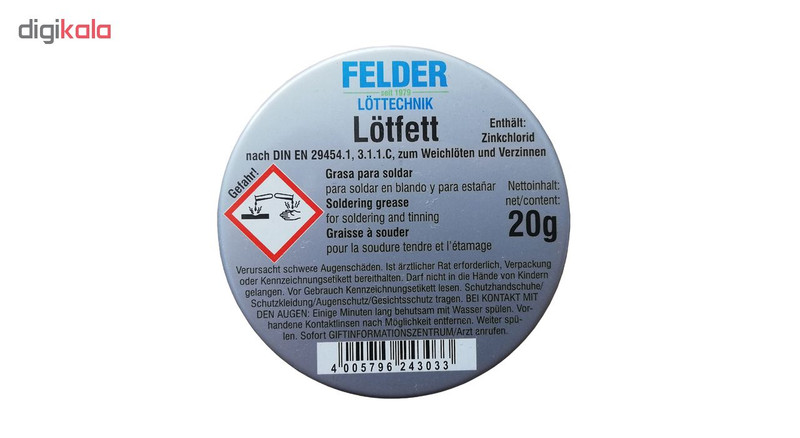 digikala
FELDER
seit 1979
LÖTTECHNIK
Lötfett
Enthält:
Zinkchlorid
nach DIN EN 29454.1, 3.1.1.C, zum Weichlöten und Verzinnen
Gefahr!
Grasa para soldar
para soldar en blando y para estañar
Soldering grease
for soldering and tinning
Graisse à souder
pour la soudure tendre et l'étamage
Nettoinhalt:
net/content:
20g
Verursacht schwere Augenschäden. Ist ärztlicher Rat erforderlich, Verpackung
oder Kennzeichnungsetikett bereithalten. Darf nicht in die Hände von Kindern
gelangen. Vor Gebrauch Kennzeichnungsetikett lesen. Schutzhandschuhe/
Schutzkleidung/Augenschutz/Gesichtsschutz tragen. BEI KONTAKT MIT
DEN AUGEN: Einige Minuten lang behutsam mit Wasser spülen. Vor-
handene Kontaktlinsen nach Möglichkeit entfernen. Weiter spü-
len. Sofort GIFTINFORMATIONSZENTRUM/Arzt anrufen.
4 005796 243033